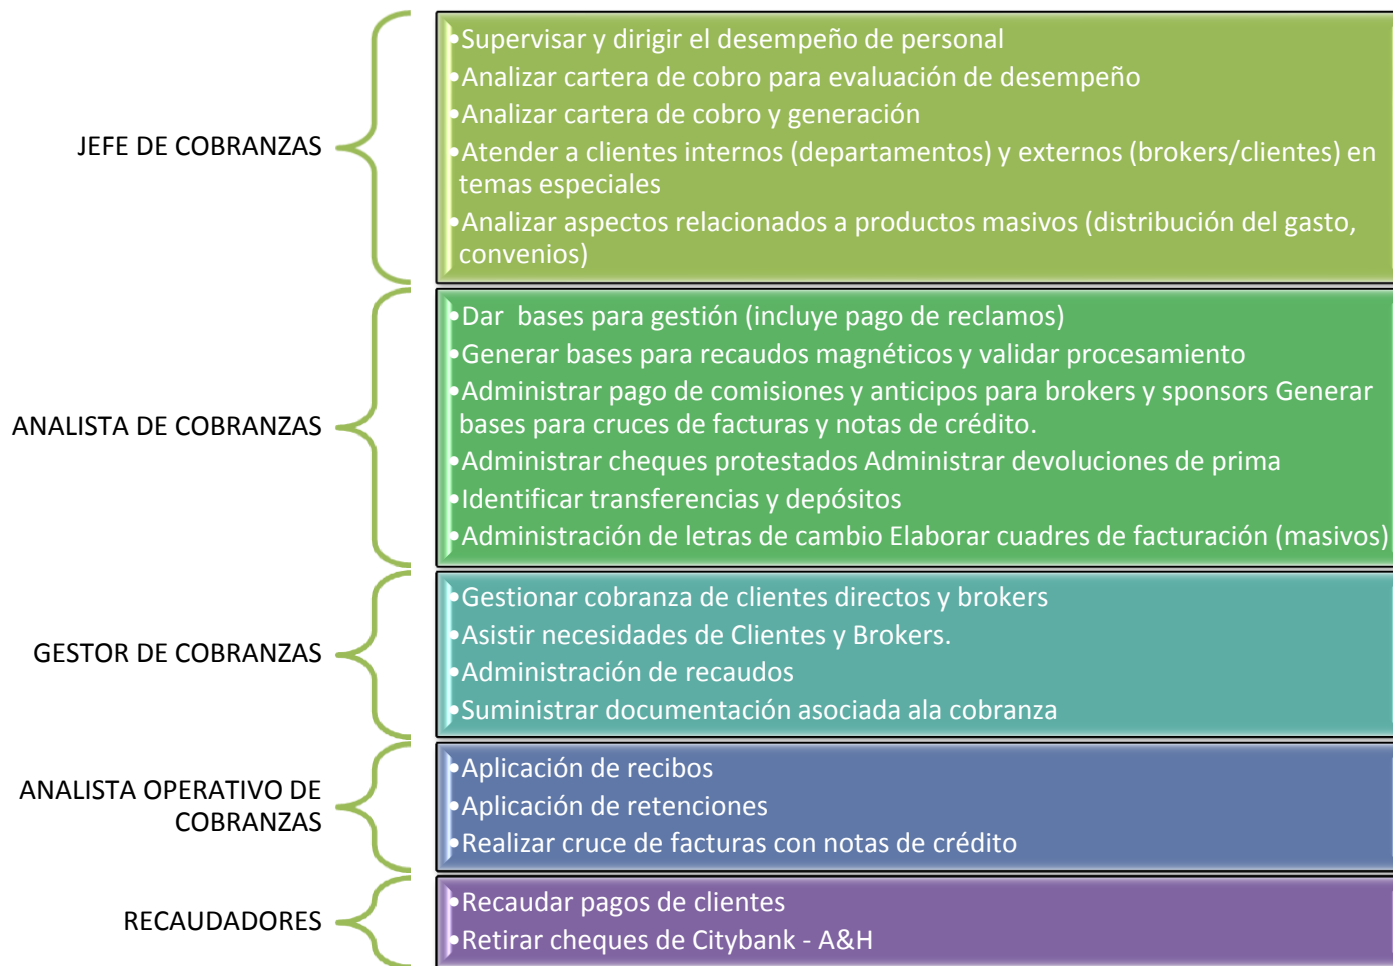 JEFE DE COBRANZAS
•Supervisar y dirigir el desempeño de personal
•Analizar cartera de cobro para evaluación de desempeño
•Analizar cartera de cobro y generación
•Atender a clientes internos (departamentos) y externos (brokers/clientes) en
temas especiales
•Analizar aspectos relacionados a productos masivos (distribución del gasto,
convenios)
ANALISTA DE COBRANZAS
•Dar bases para gestión (incluye pago de reclamos)
•Generar bases para recaudos magnéticos y validar procesamiento
•Administrar pago de comisiones y anticipos para brokers y sponsors Generar
bases para cruces de facturas y notas de crédito.
•Administrar cheques protestados Administrar devoluciones de prima
•Identificar transferencias y depósitos
•Administración de letras de cambio Elaborar cuadres de facturación (masivos)
GESTOR DE COBRANZAS
•Gestionar cobranza de clientes directos y brokers
•Asistir necesidades de Clientes y Brokers.
•Administración de recaudos
•Suministrar documentación asociada ala cobranza
ANALISTA OPERATIVO DE
COBRANZAS
•Aplicación de recibos
•Aplicación de retenciones
•Realizar cruce de facturas con notas de crédito
RECAUDADORES
•Recaudar pagos de clientes
•Retirar cheques de Citybank - A&H